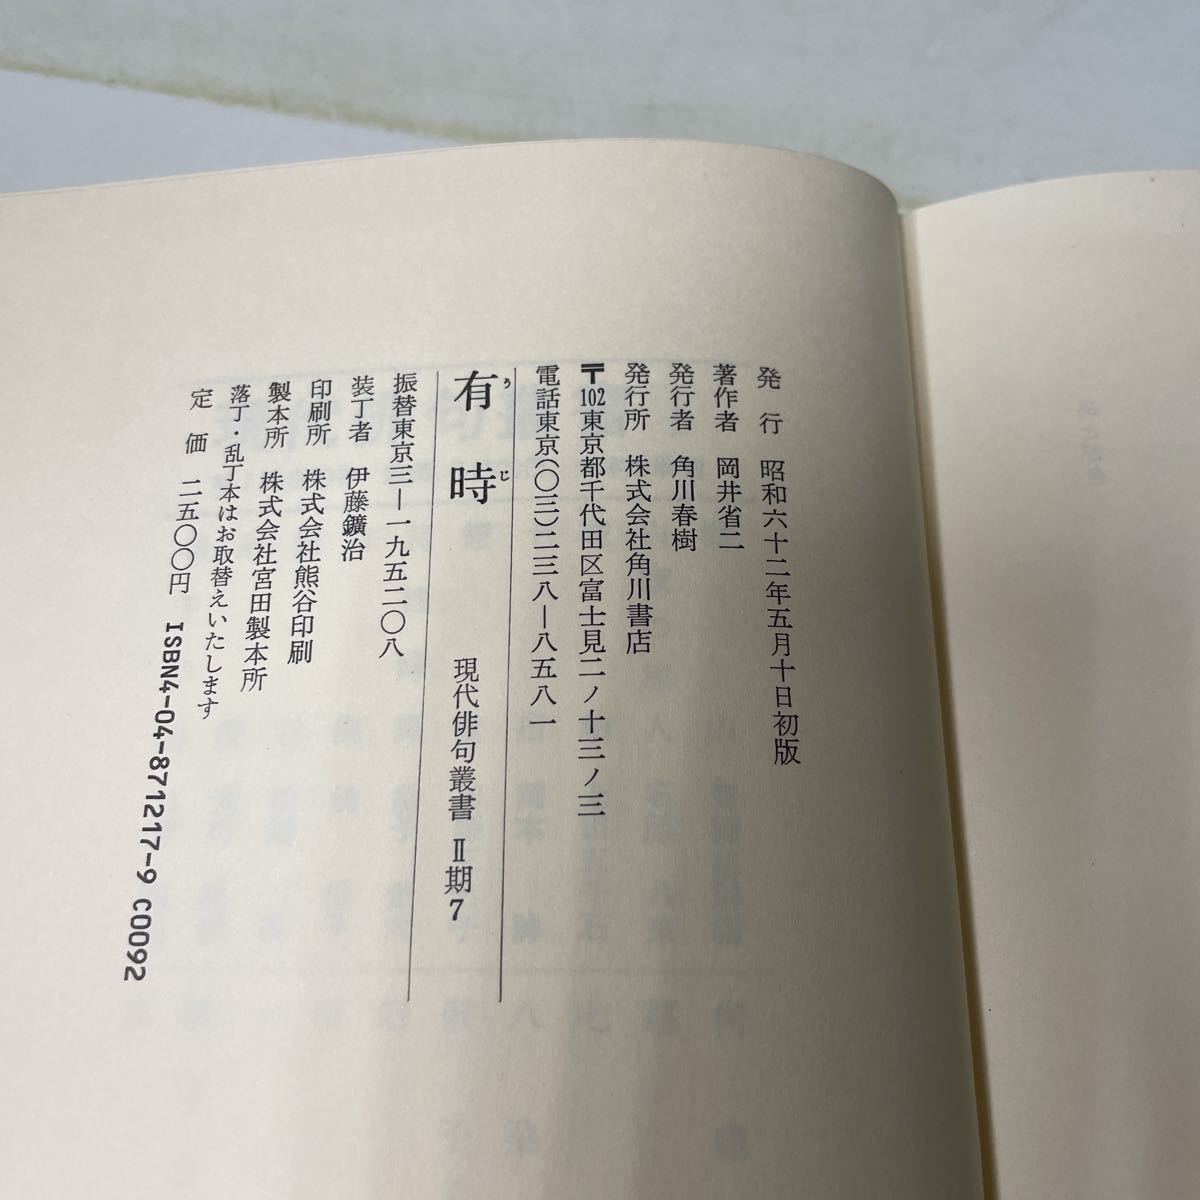 発行 昭和六十二年五月十日初版
著作者 岡井省二
発行者 角川春樹
発行所 株式会社角川書店
〒102東京都千代田区富士見二ノ十三ノ三
電話東京(〇三)二三八―八五八一
有時 うじ 現代俳句叢書 Ⅱ期7
振替東京三―一九五二〇八
装丁者 伊藤鑛治
印刷所 株式会社熊谷印刷
製本所 株式会社宮田製本所
落丁・乱丁本はお取替えいたします
定価 二五〇〇円 ISBN4-04-871217-9 C0092